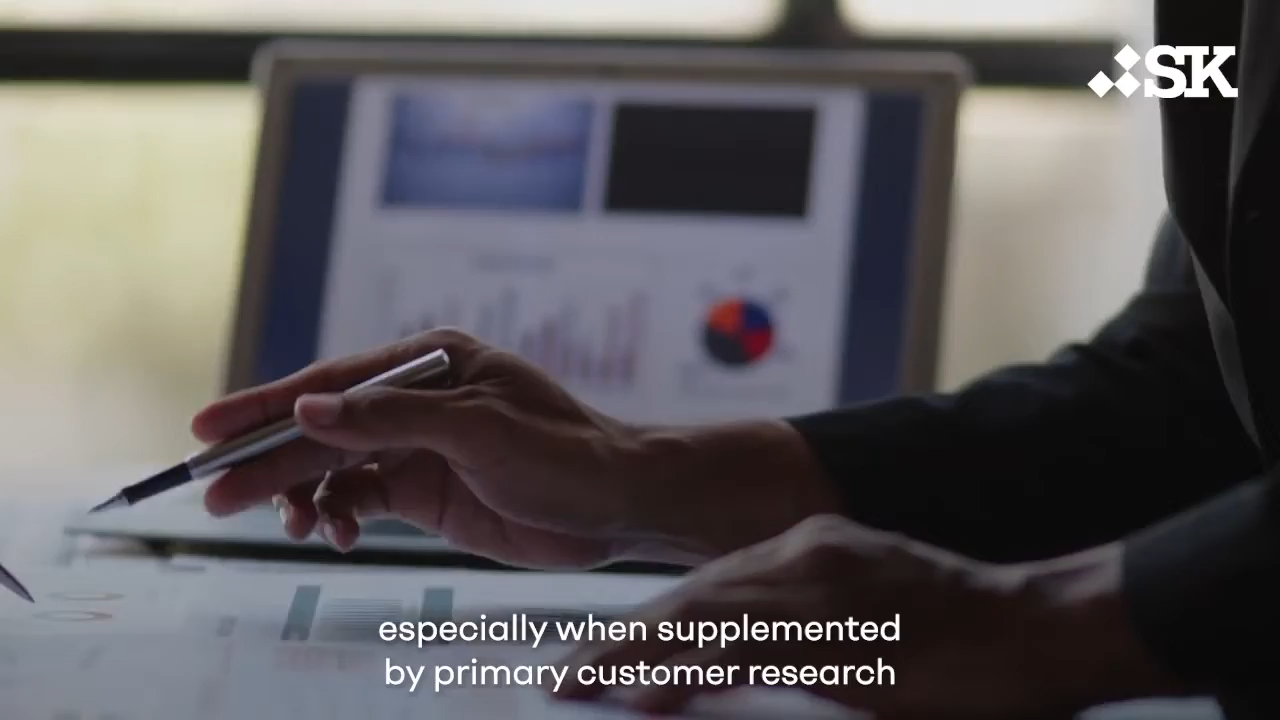 SK
especially when supplemented
by primary customer research